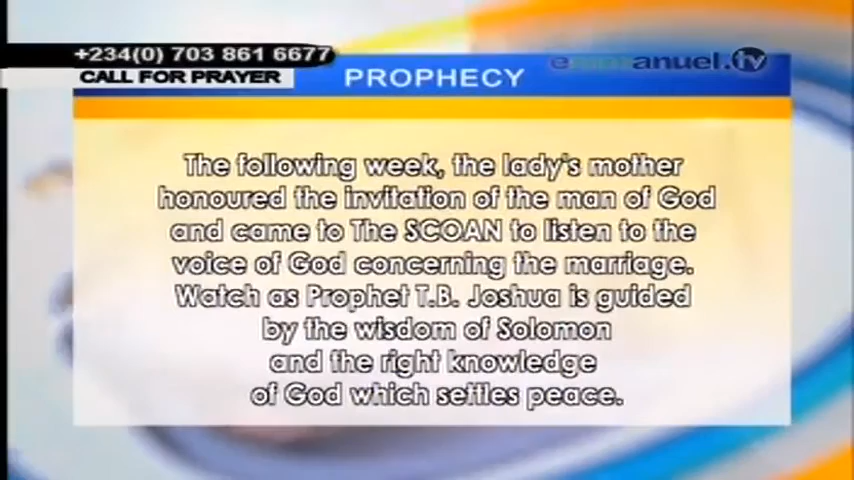 +234(0) 703 861 6677
CALL FOR PRAYER
PROPHECY
emmanuel.tv
The following week, the lady's mother
honoured the invitation of the man of God
and came to The SCOAN to listen to the
voice of God concerning the marriage.
Watch as Prophet T.B. Joshua is guided
by the wisdom of Solomon
and the right knowledge
of God which settles peace.